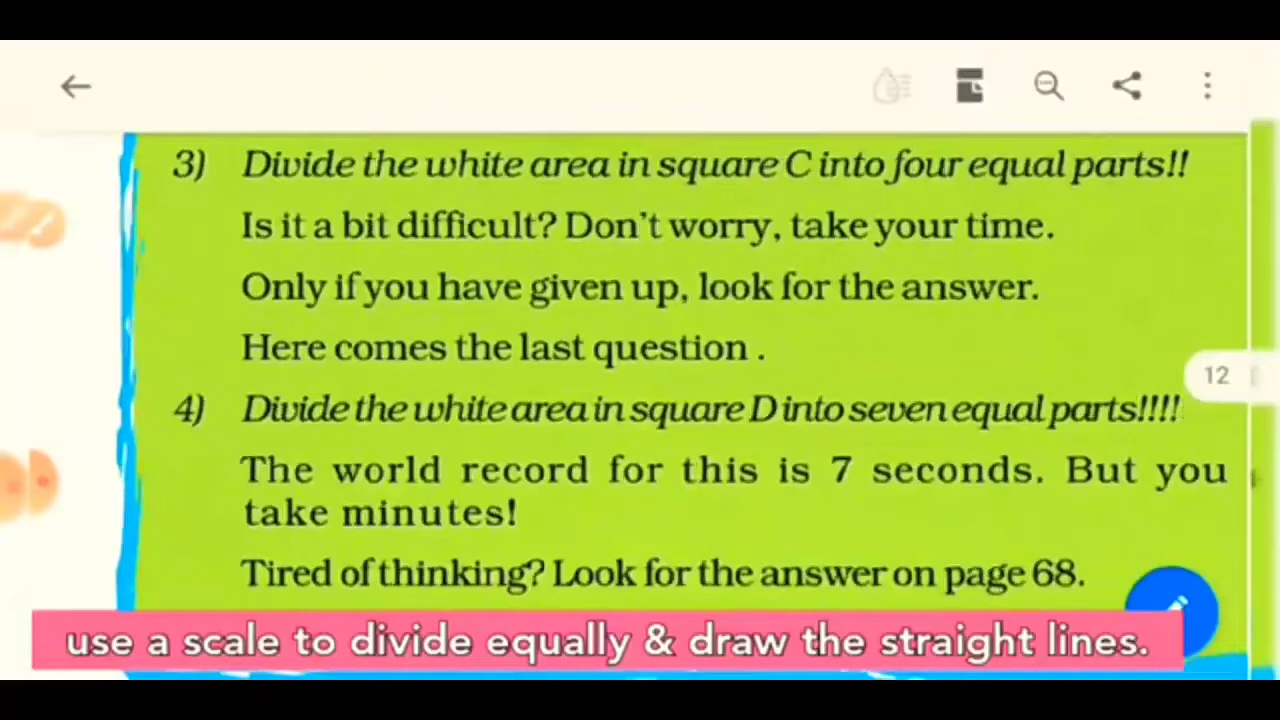 3) Divide the white area in square C into four equal parts!!
Is it a bit difficult? Don't worry, take your time.
Only if you have given up, look for the answer.
Here comes the last question .
12
4) Divide the white area in square D into seven equal parts!!!!
The world record for this is 7 seconds. But you
take minutes!
Tired of thinking? Look for the answer on page 68.
use a scale to divide equally & draw the straight lines.